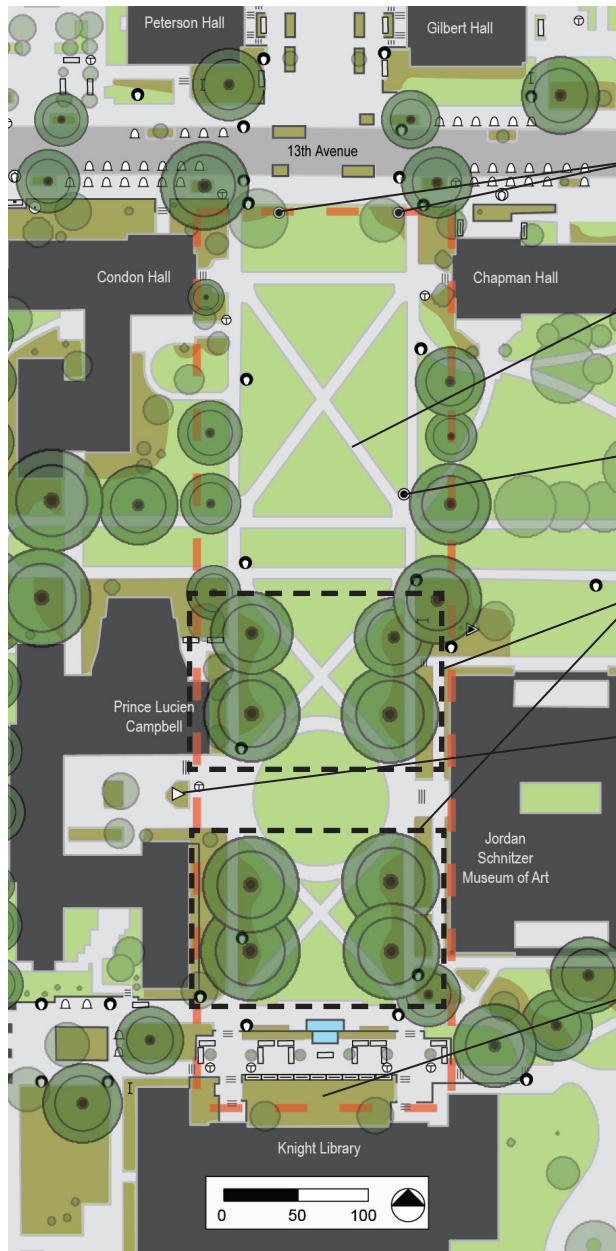 Peterson Hall
Gilbert Hall
13th Avenue
Condon Hall
Chapman Hall
Prince Lucien
Campbell
Jordan
Schnitzer
Museum of Art
Knight Library
0 50 100